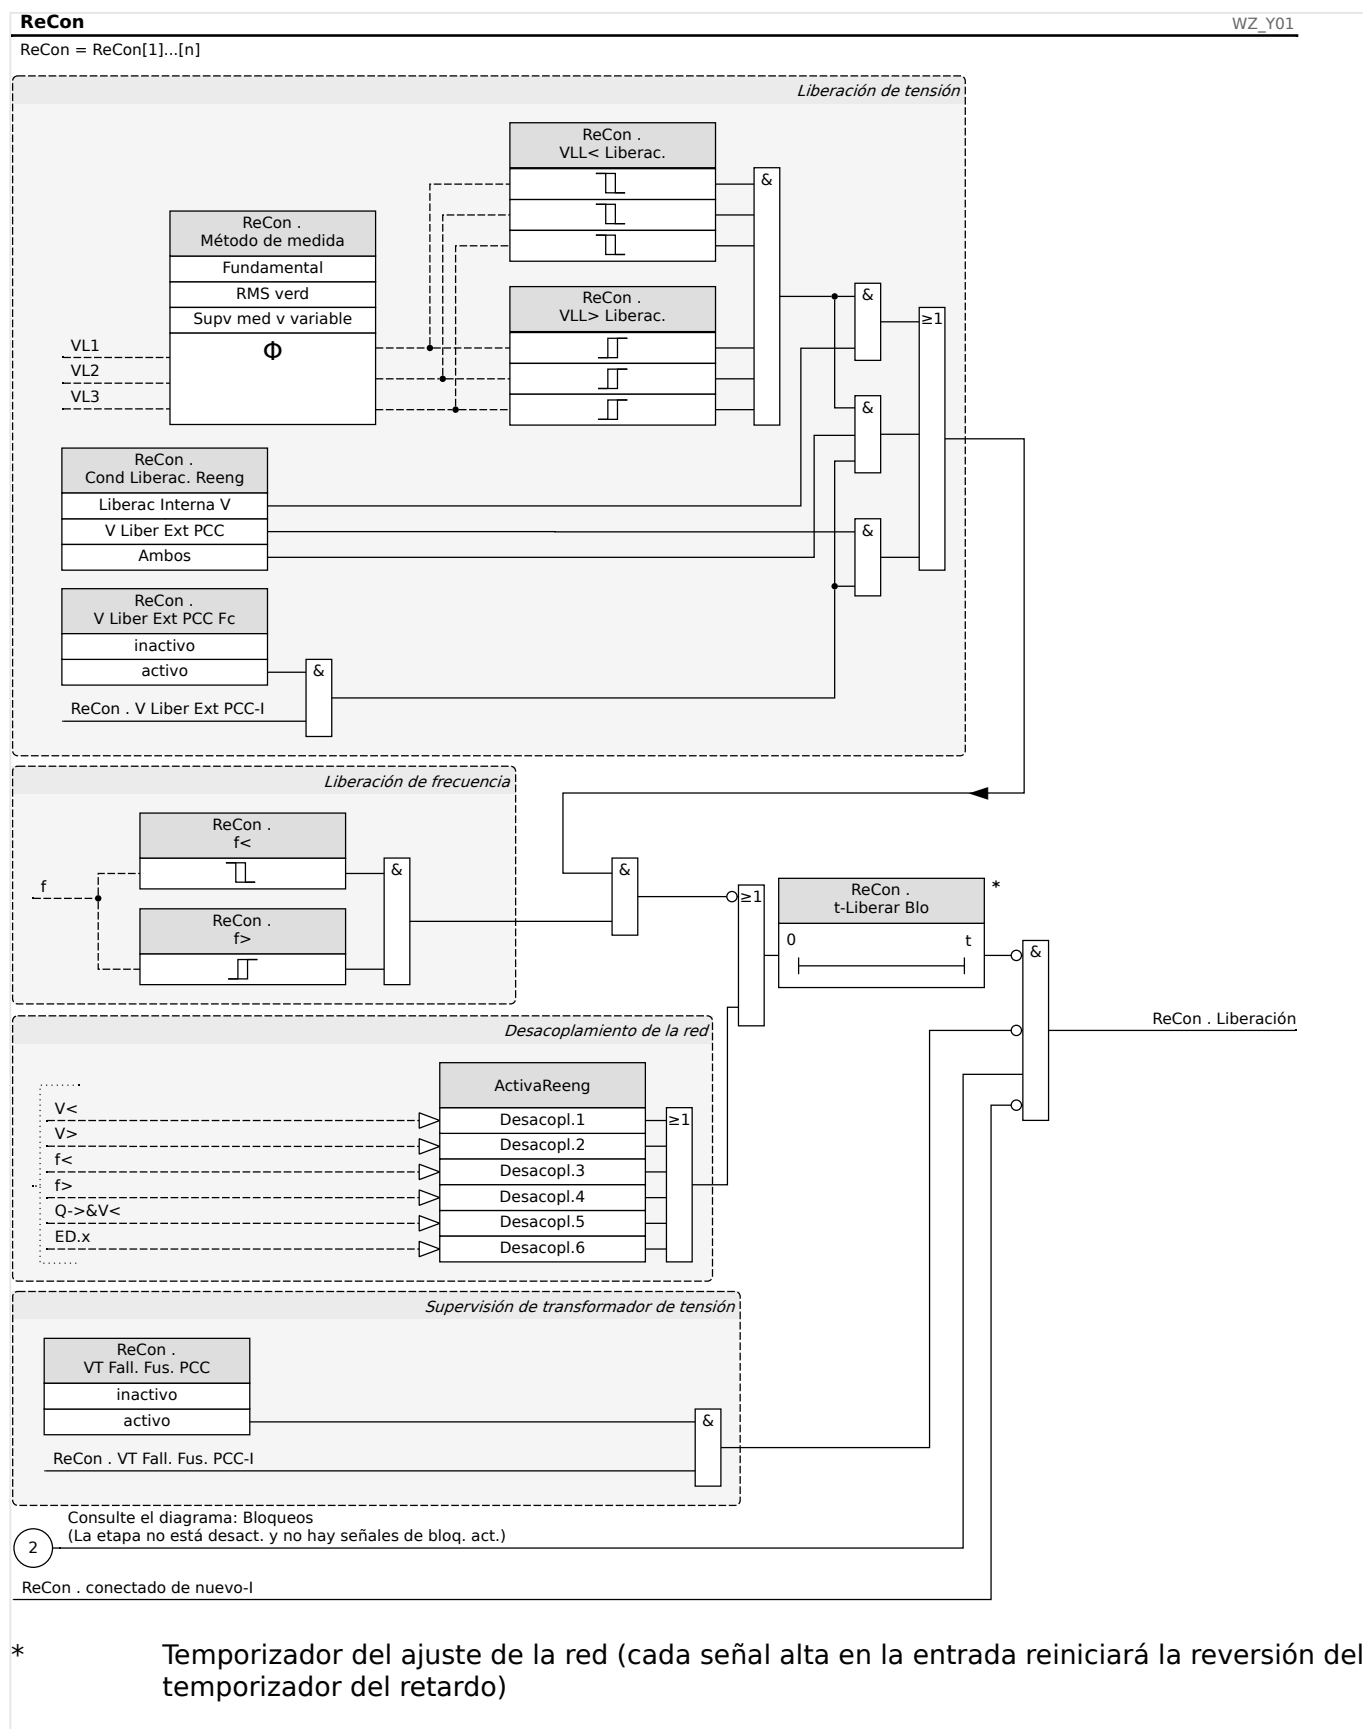 ReCon
WZ_Y01
ReCon = ReCon[1]...[n]
Liberación de tensión
ReCon .
VLL< Liberac.
&
ReCon .
Método de medida
Fundamental
RMS verd
Supv med v variable
Φ
VL1
VL2
VL3
ReCon .
VLL> Liberac.
&
≥1
&
ReCon .
Cond Liberac. Reeng
Liberac Interna V
V Liber Ext PCC
Ambos
&
ReCon .
V Liber Ext PCC Fc
inactivo
activo
&
ReCon . V Liber Ext PCC-I
Liberación de frecuencia
ReCon .
f<
f
&
ReCon .
f>
&
≥1
ReCon .
t-Liberar Blo
*
0
t
&
ReCon . Liberación
Desacoplamiento de la red
ActivaReeng
V<
Desacopl.1
≥1
V>
Desacopl.2
f<
Desacopl.3
f>
Desacopl.4
Q->&V<
Desacopl.5
ED.x
Desacopl.6
Supervisión de transformador de tensión
ReCon .
VT Fall. Fus. PCC
inactivo
activo
&
ReCon . VT Fall. Fus. PCC-I
Consulte el diagrama: Bloqueos
(La etapa no está desact. y no hay señales de bloq. act.)
2
ReCon . conectado de nuevo-I
* Temporizador del ajuste de la red (cada señal alta en la entrada reiniciará la reversión del
temporizador del retardo)